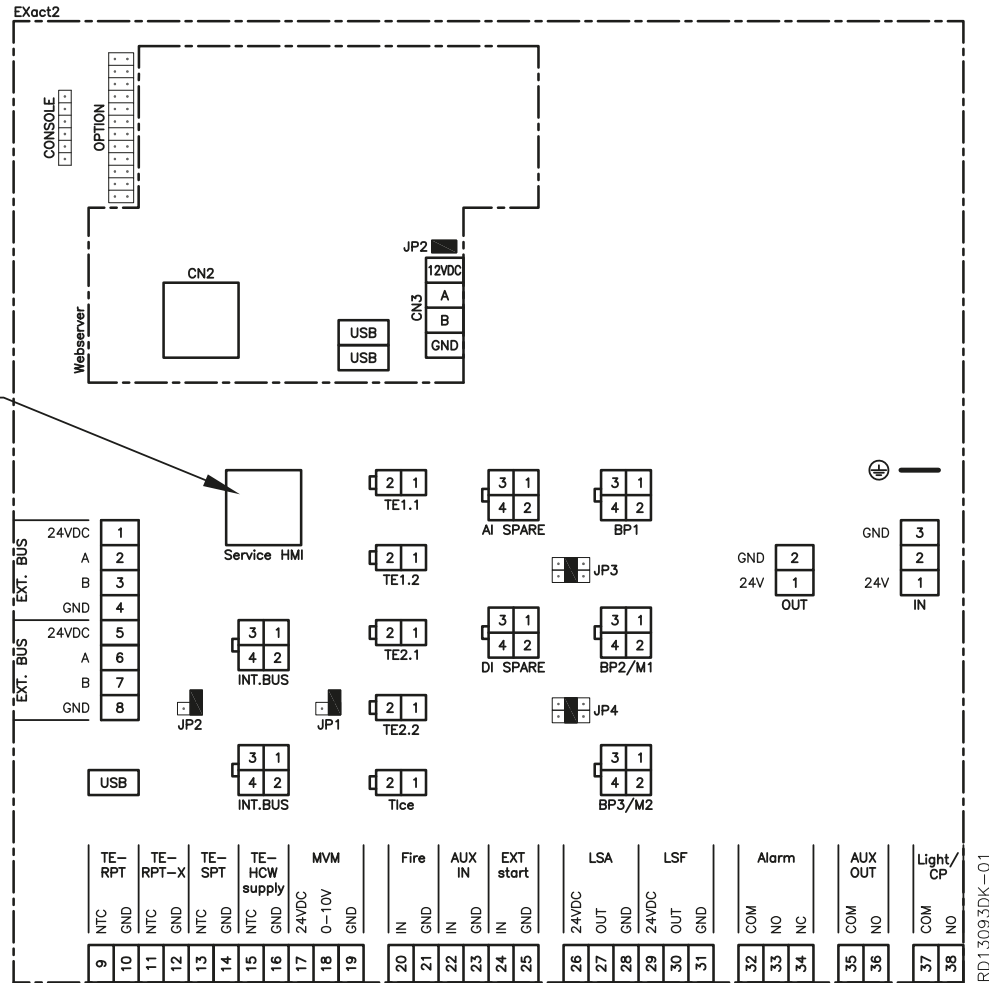 EXact2
CONSOLE
OPTION
Webserver
CN2
USB
USB
JP2
CN3
12VDC
A
B
GND
Service HMI
EXT. BUS
24VDC 1
A 2
B 3
GND 4
EXT. BUS
24VDC 5
A 6
B 7
GND 8
USB
JP2
3 1
4 2
INT.BUS
JP1
3 1
4 2
INT.BUS
2 1
TE1.1
2 1
TE1.2
2 1
TE2.1
2 1
TE2.2
2 1
TIce
3 1
4 2
AI SPARE
3 1
4 2
DI SPARE
3 1
4 2
BP1
JP3
3 1
4 2
BP2/M1
JP4
3 1
4 2
BP3/M2
GND 2
24V 1
OUT
GND 3
2
24V 1
IN
TE-
RPT
NTC GND
9 10
TE-
RPT-X
NTC GND
11 12
TE-
SPT
NTC GND
13 14
TE-
HCW
supply
NTC GND
15 16
MVM
24VDC 0-10V GND
17 18 19
Fire
IN GND
20 21
AUX
IN
IN GND
22 23
EXT
start
IN GND
24 25
LSA
24VDC OUT GND
26 27 28
LSF
24VDC OUT GND
29 30 31
Alarm
COM NO NC
32 33 34
AUX
OUT
COM NO
35 36
Light/
CP
COM NO
37 38
RD13093DK-01